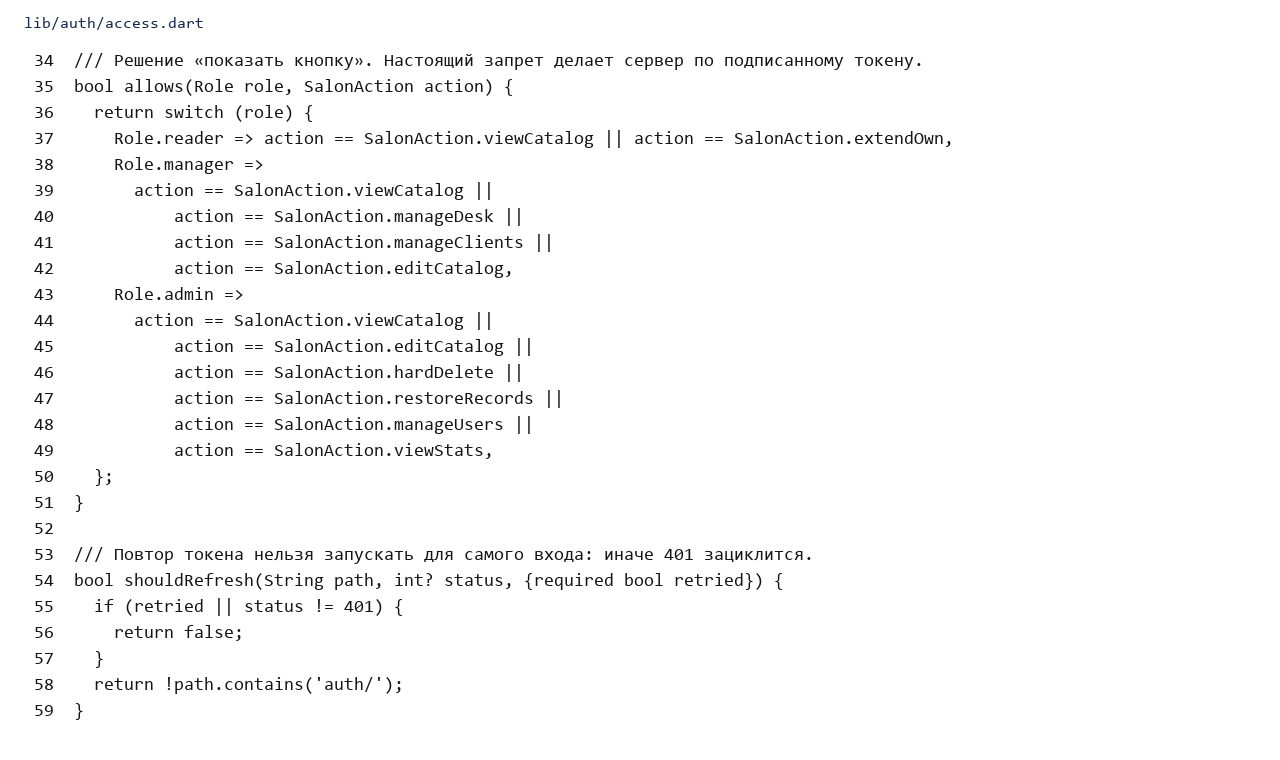 lib/auth/access.dart
34 /// Решение «показать кнопку». Настоящий запрет делает сервер по подписанному токену.
35 bool allows(Role role, SalonAction action) {
36   return switch (role) {
37     Role.reader => action == SalonAction.viewCatalog || action == SalonAction.extendOwn,
38     Role.manager =>
39       action == SalonAction.viewCatalog ||
40           action == SalonAction.manageDesk ||
41           action == SalonAction.manageClients ||
42           action == SalonAction.editCatalog,
43     Role.admin =>
44       action == SalonAction.viewCatalog ||
45           action == SalonAction.editCatalog ||
46           action == SalonAction.hardDelete ||
47           action == SalonAction.restoreRecords ||
48           action == SalonAction.manageUsers ||
49           action == SalonAction.viewStats,
50   };
51 }
52
53 /// Повтор токена нельзя запускать для самого входа: иначе 401 зациклится.
54 bool shouldRefresh(String path, int? status, {required bool retried}) {
55   if (retried || status != 401) {
56     return false;
57   }
58   return !path.contains('auth/');
59 }